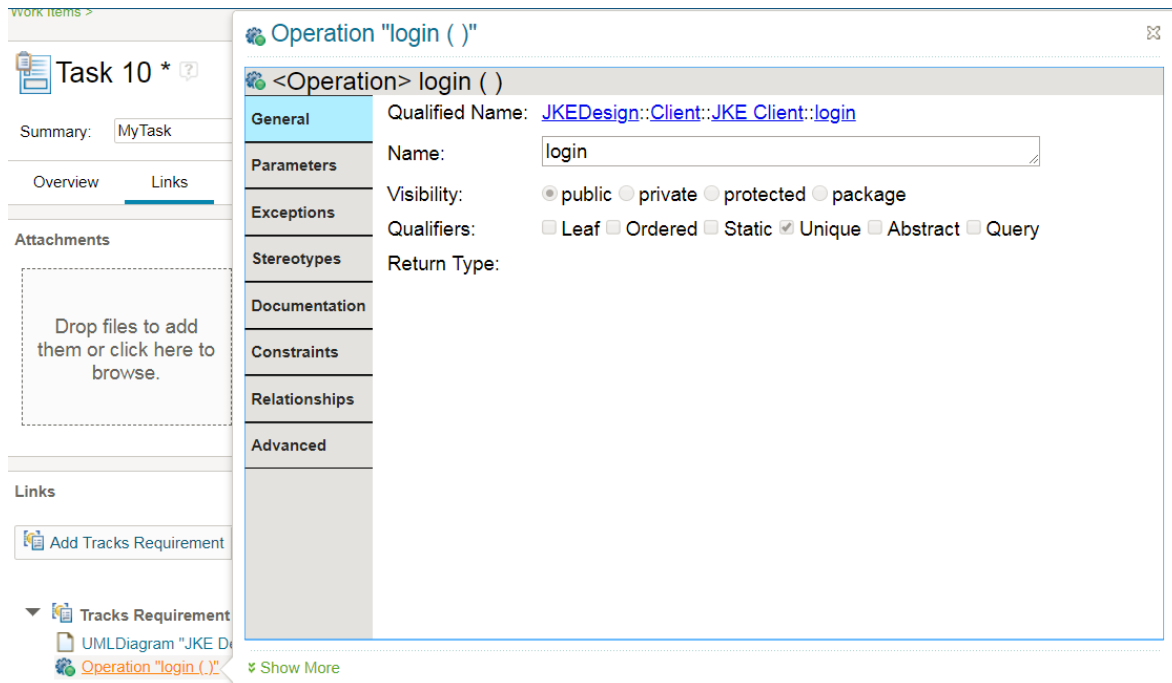 Work Items >
Task 10 * ?
Summary: MyTask
Overview Links
Attachments
Drop files to add
them or click here to
browse.
Links
Add Tracks Requirement
Tracks Requirement
UMLDiagram "JKE De
Operation "login ( )"
Operation "login ( )"
<Operation> login ( )
General
Parameters
Exceptions
Stereotypes
Documentation
Constraints
Relationships
Advanced
Qualified Name: JKEDesign::Client::JKE Client::login
Name: login
Visibility: public private protected package
Qualifiers: Leaf Ordered Static Unique Abstract Query
Return Type:
Show More